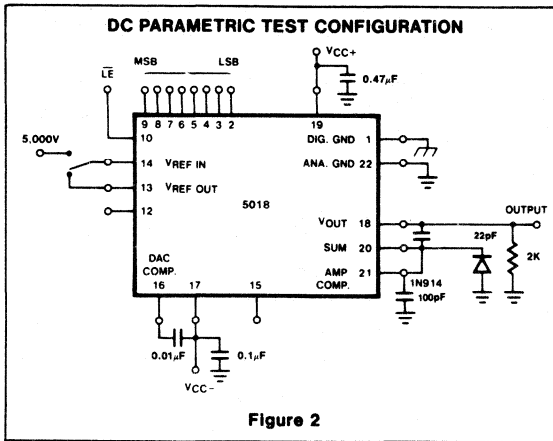 DC PARAMETRIC TEST CONFIGURATION
VCC+
LE MSB LSB
0.47µF
9 8 7 6 5 4 3 2 19
10 DIG. GND 1
5,000V
14 VREF IN ANA. GND 22
13 VREF OUT
12 5018
VOUT 18 OUTPUT
22pF
SUM 20 2K
DAC COMP. AMP COMP. 21
1N914
16 17 15 100pF
0.01µF 0.1µF
VCC-
Figure 2